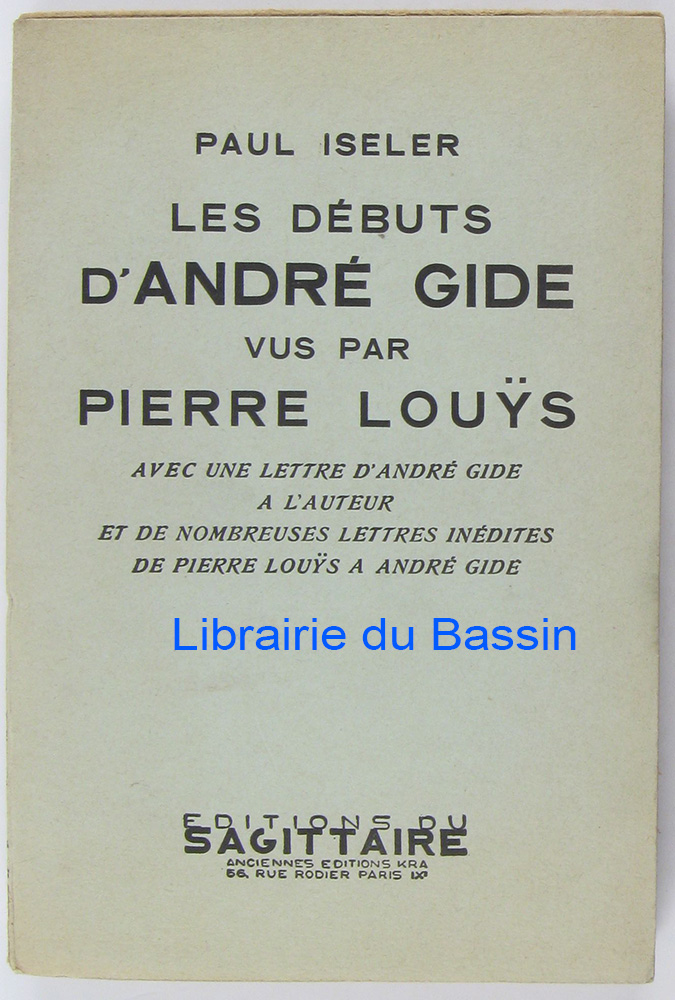 PAUL ISELER
LES DÉBUTS
D'ANDRÉ GIDE
VUS PAR
PIERRE LOUŸS
AVEC UNE LETTRE D'ANDRÉ GIDE
A L'AUTEUR
ET DE NOMBREUSES LETTRES INÉDITES
DE PIERRE LOUŸS A ANDRÉ GIDE
Librairie du Bassin
EDITIONS DU
SAGITTAIRE
ANCIENNES EDITIONS KRA
56, RUE RODIER PARIS IXe